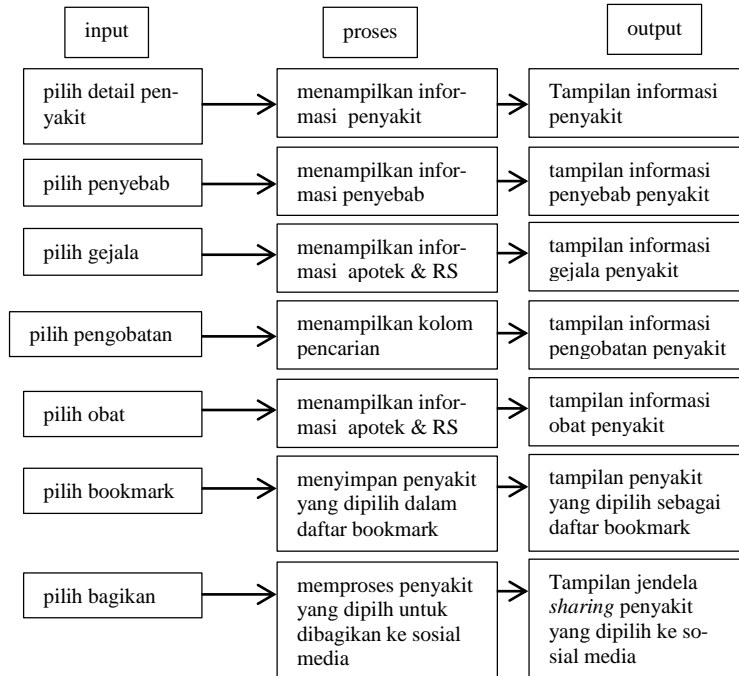 input
proses
output
pilih detail pen-
yakit
menampilkan infor-
masi penyakit
Tampilan informasi
penyakit
pilih penyebab
menampilkan infor-
masi penyebab
tampilan informasi
penyebab penyakit
pilih gejala
menampilkan infor-
masi apotek & RS
tampilan informasi
gejala penyakit
pilih pengobatan
menampilkan kolom
pencarian
tampilan informasi
pengobatan penyakit
pilih obat
menampilkan infor-
masi apotek & RS
tampilan informasi
obat penyakit
pilih bookmark
menyimpan penyakit
yang dipilih dalam
daftar bookmark
tampilan penyakit
yang dipilih sebagai
daftar bookmark
pilih bagikan
memproses penyakit
yang dipilh untuk
dibagikan ke sosial
media
Tampilan jendela
sharing penyakit
yang dipilih ke so-
sial media